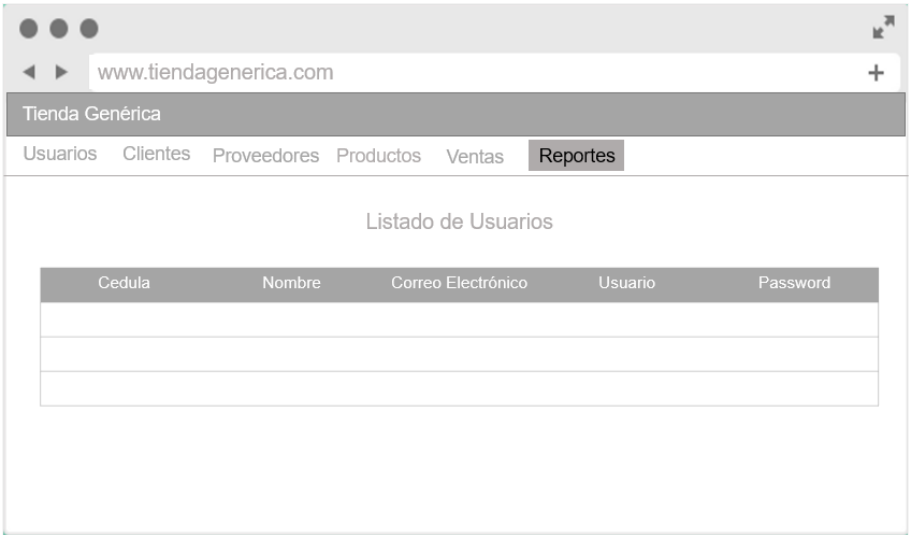 www.tiendagenerica.com
Tienda Genérica
Usuarios Clientes Proveedores Productos Ventas Reportes
Listado de Usuarios
Cedula Nombre Correo Electrónico Usuario Password